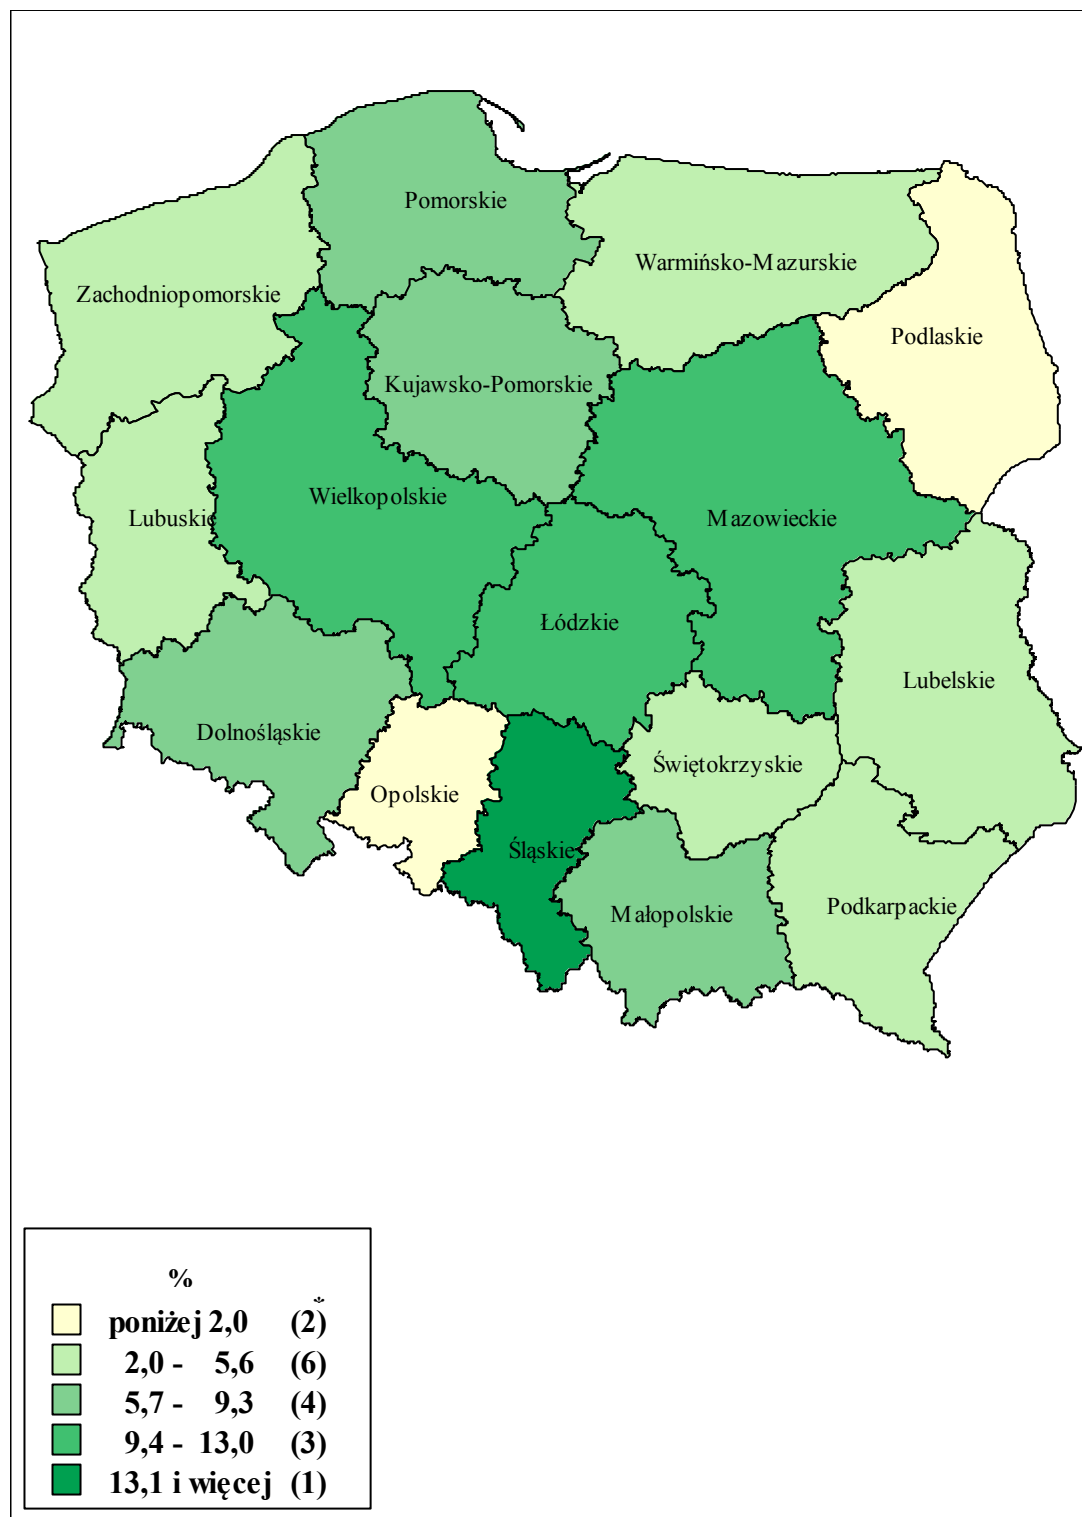 Pomorskie
Warmińsko-Mazurskie
Zachodniopomorskie
Podlaskie
Kujawsko-Pomorskie
Wielkopolskie
Lubuskie
Mazowieckie
Łódzkie
Lubelskie
Dolnośląskie
Świętokrzyskie
Opolskie
Śląskie
Podkarpackie
Małopolskie
%
poniżej 2,0 (2)*
2,0 - 5,6 (6)
5,7 - 9,3 (4)
9,4 - 13,0 (3)
13,1 i więcej (1)